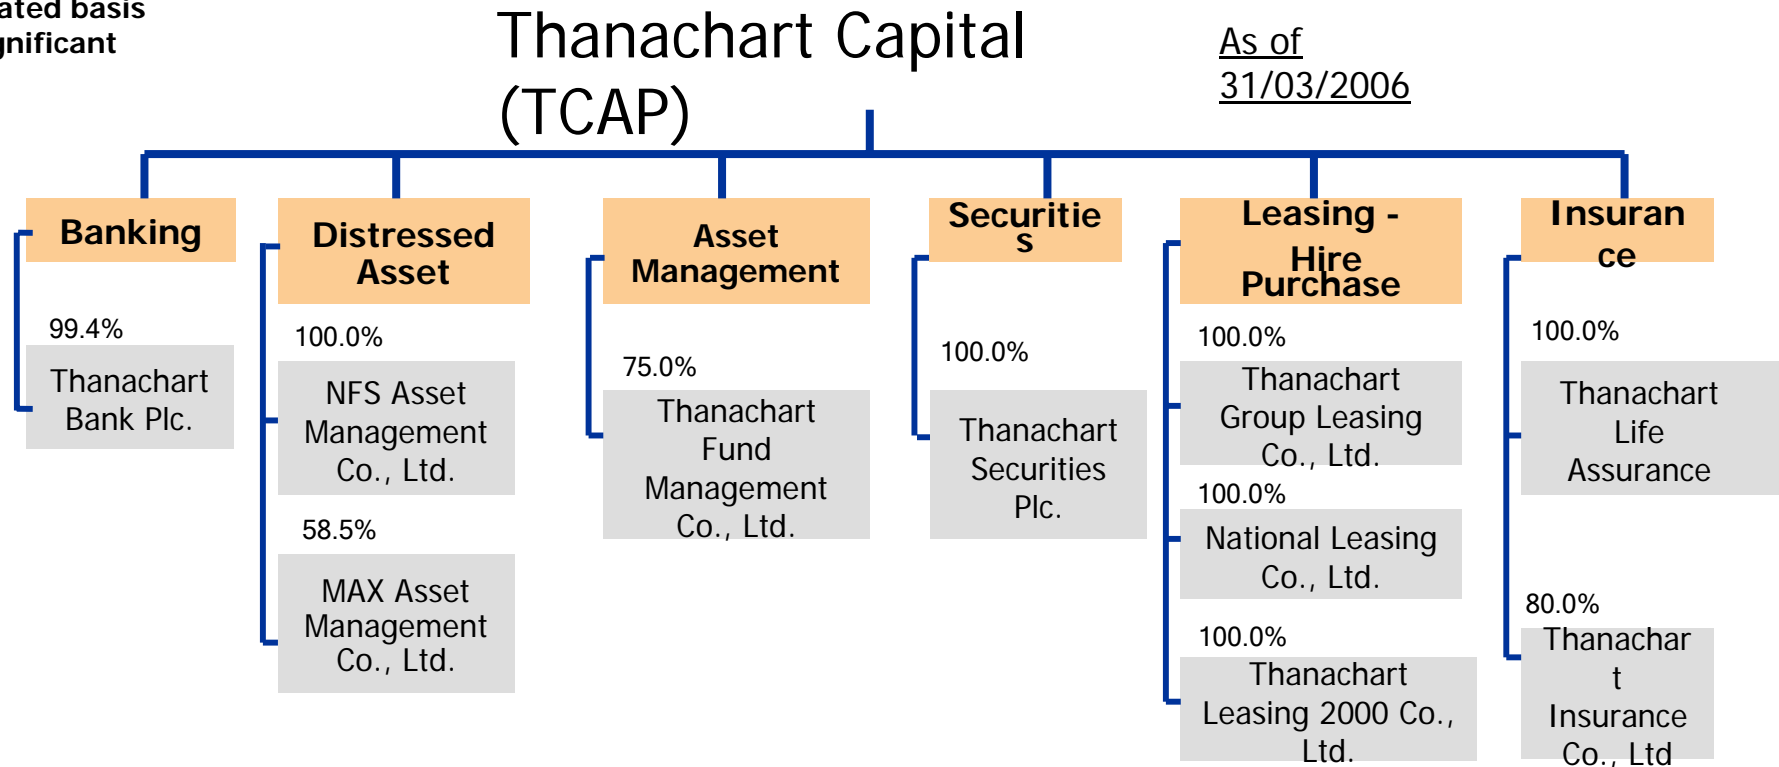 ated basis
gnificant
Thanachart Capital
(TCAP)
As of
31/03/2006
Banking
99.4%
Thanachart
Bank Plc.
Distressed
Asset
100.0%
NFS Asset
Management
Co., Ltd.
58.5%
MAX Asset
Management
Co., Ltd.
Asset
Management
75.0%
Thanachart
Fund
Management
Co., Ltd.
Securitie
s
100.0%
Thanachart
Securities
Plc.
Leasing -
Hire
Purchase
100.0%
Thanachart
Group Leasing
Co., Ltd.
100.0%
National Leasing
Co., Ltd.
100.0%
Thanachart
Leasing 2000 Co.,
Ltd.
Insuran
ce
100.0%
Thanachart
Life
Assurance
80.0%
Thanachar
t
Insurance
Co., Ltd